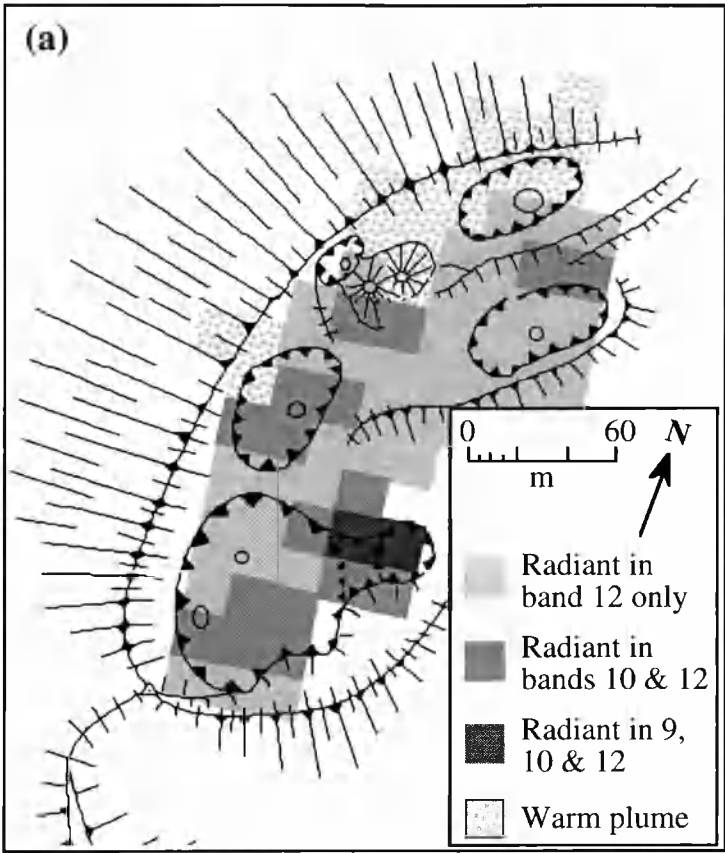 (a)
0 60 N
m
Radiant in
band 12 only
Radiant in
bands 10 & 12
Radiant in 9,
10 & 12
Warm plume